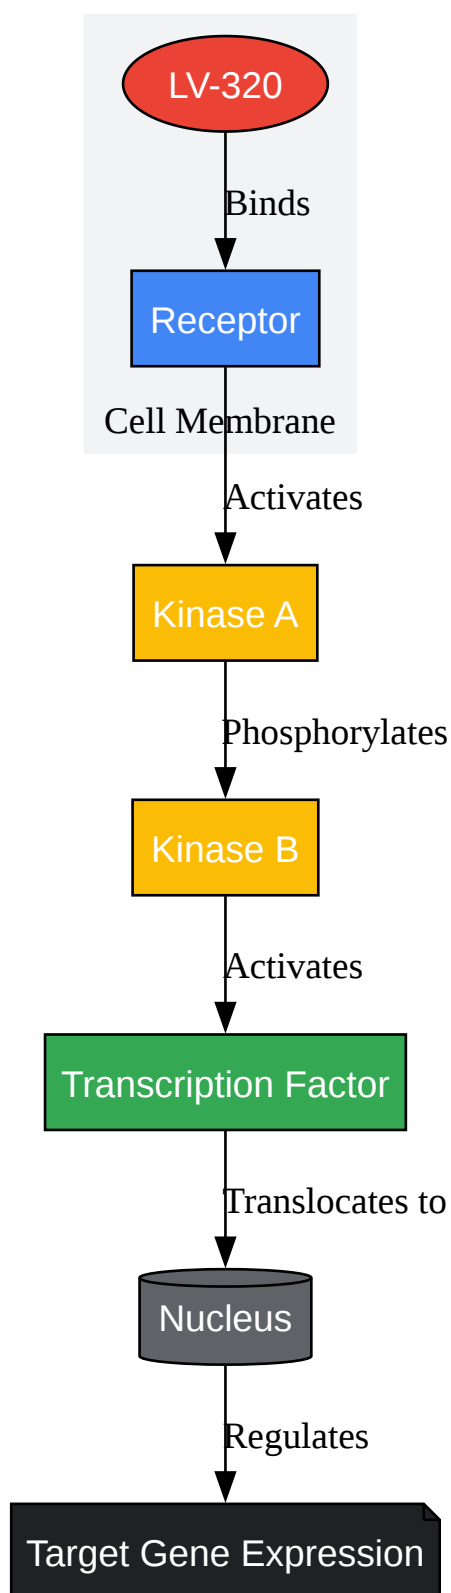 LV-320
Binds
Receptor
Cell Membrane
Activates
Kinase A
Phosphorylates
Kinase B
Activates
Transcription Factor
Translocates to
Nucleus
Regulates
Target Gene Expression